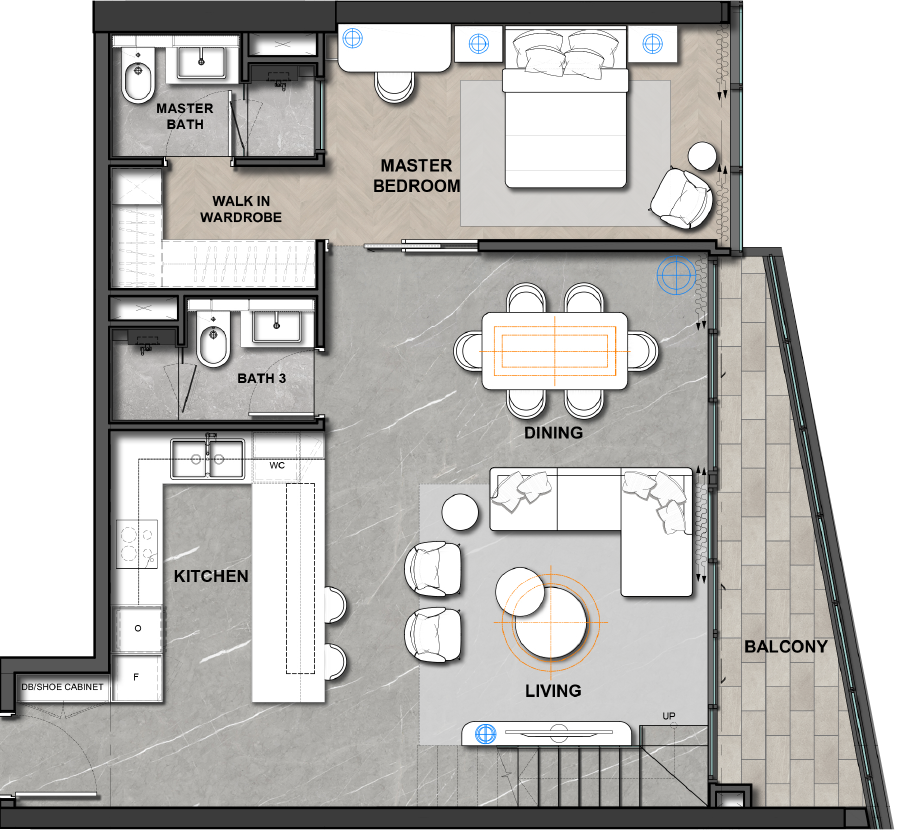 MASTER
BATH
MASTER
BEDROOM
WALK IN
WARDROBE
BATH 3
DINING
WC
KITCHEN
O
F
DB/SHOE CABINET
BALCONY
LIVING
UP